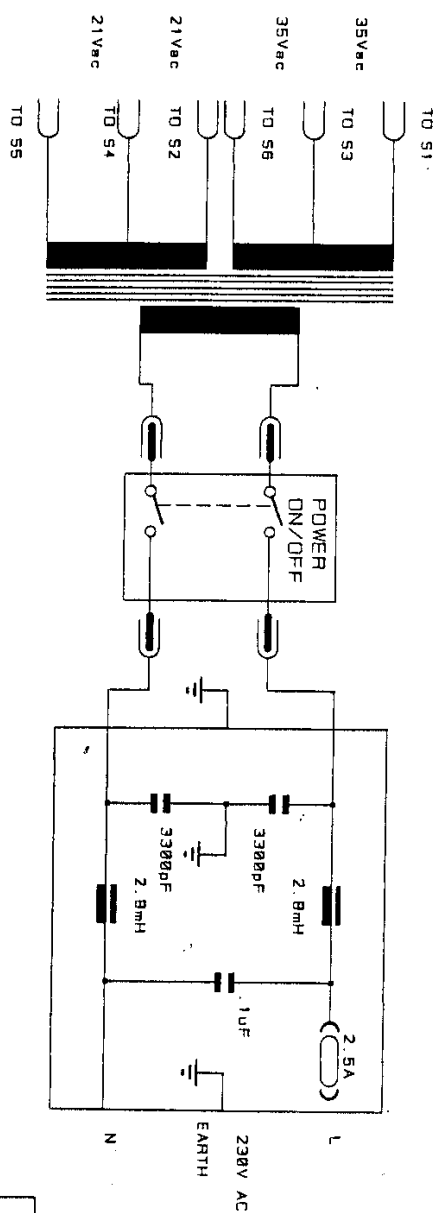 TO S1
35Vac
TO S3
35Vac
TO S6
TO S2
21Vac
TO S4
21Vac
TO S5
POWER
ON/OFF
3300pF
3300pF
2.8mH
2.8mH
.1uF
2.5A
L
230V AC
EARTH
N